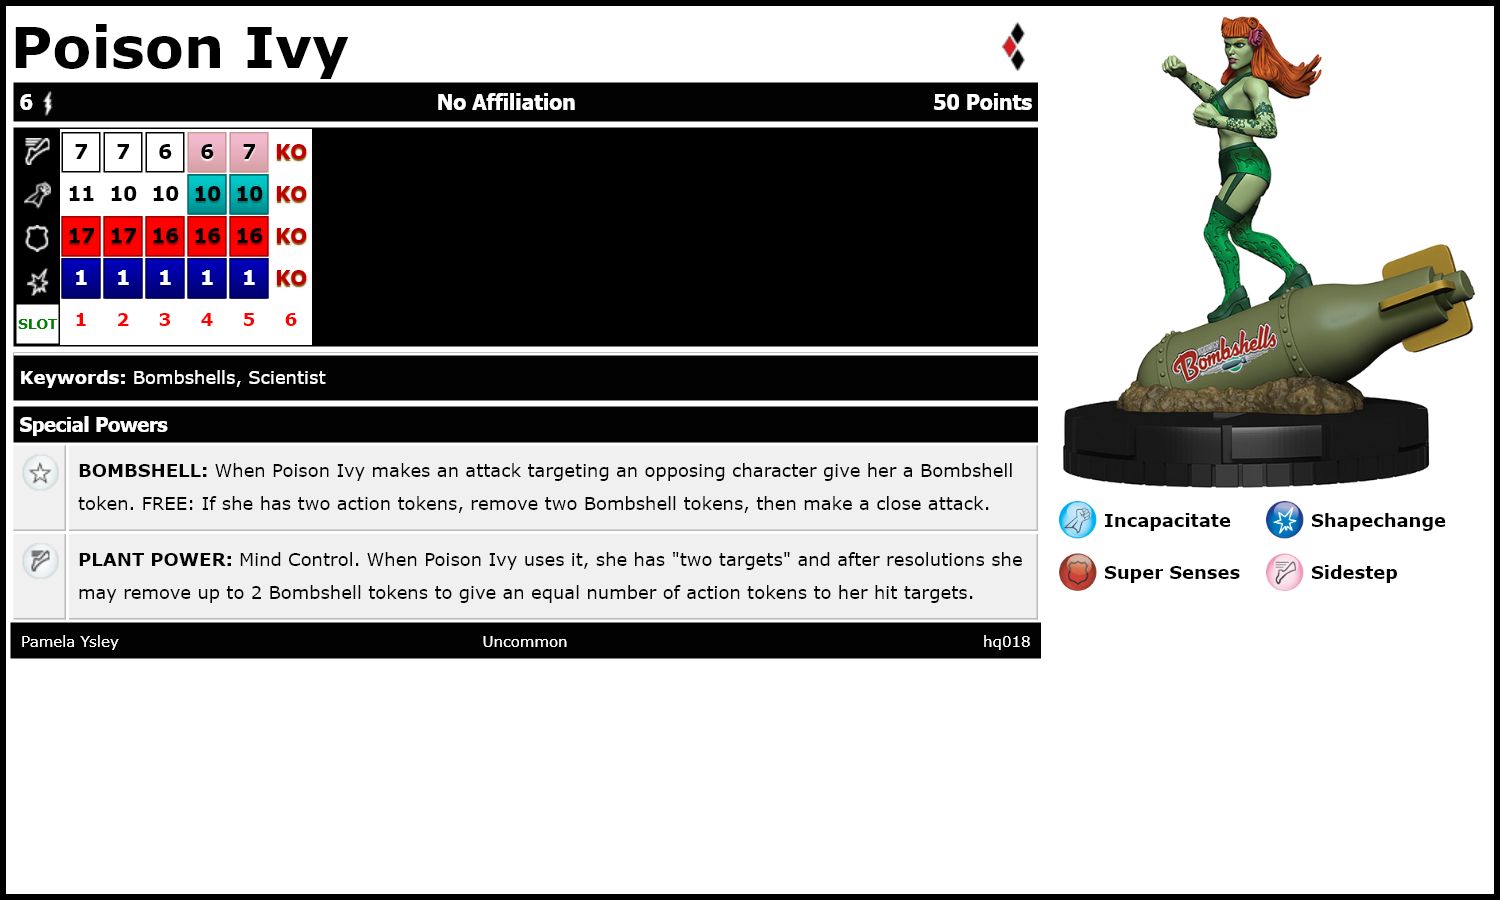 Poison Ivy
6 No Affiliation 50 Points
7 7 6 6 7 KO
11 10 10 10 10 KO
17 17 16 16 16 KO
1 1 1 1 1 KO
SLOT 1 2 3 4 5 6
Keywords: Bombshells, Scientist
Special Powers
BOMBSHELL: When Poison Ivy makes an attack targeting an opposing character give her a Bombshell
token. FREE: If she has two action tokens, remove two Bombshell tokens, then make a close attack.
PLANT POWER: Mind Control. When Poison Ivy uses it, she has "two targets" and after resolutions she
may remove up to 2 Bombshell tokens to give an equal number of action tokens to her hit targets.
Pamela Ysley Uncommon hq018
Bombshells
Incapacitate Shapechange
Super Senses Sidestep